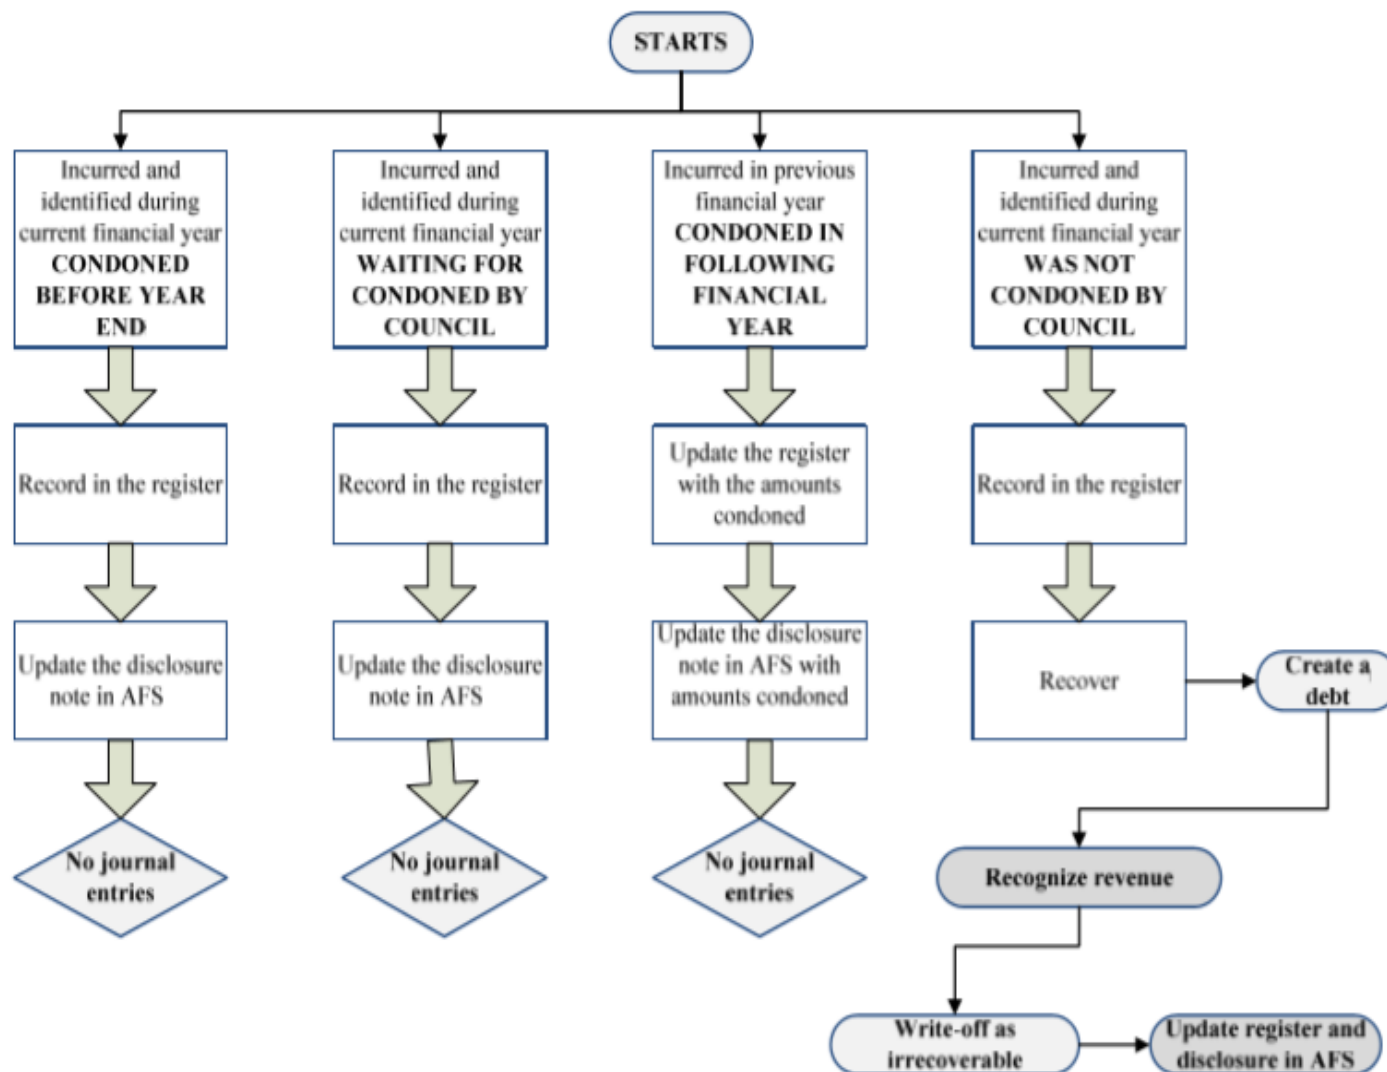 STARTS
Incurred and
identified during
current financial year
CONDONED
BEFORE YEAR
END
Incurred and
identified during
current financial year
WAITING FOR
CONDONED BY
COUNCIL
Incurred in previous
financial year
CONDONED IN
FOLLOWING
FINANCIAL
YEAR
Incurred and
identified during
current financial year
WAS NOT
CONDONED BY
COUNCIL
Record in the register
Record in the register
Update the register
with the amounts
condoned
Record in the register
Update the disclosure
note in AFS
Update the disclosure
note in AFS
Update the disclosure
note in AFS with
amounts condoned
Recover
Create a
debt
No journal
entries
No journal
entries
No journal
entries
Recognize revenue
Write-off as
irrecoverable
Update register and
disclosure in AFS